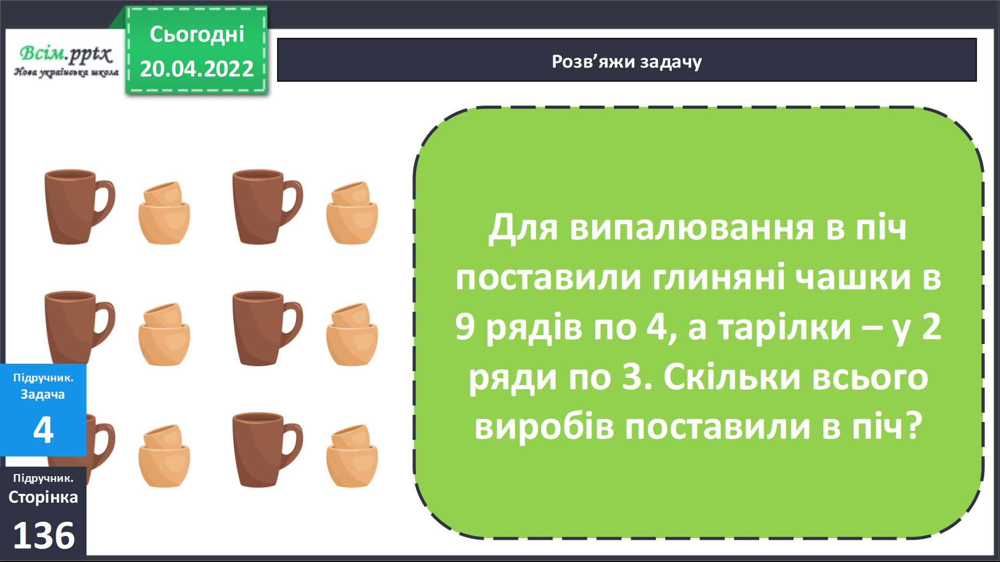 Всім.pptx
Нова українська школа
Сьогодні
20.04.2022
Розв’яжи задачу
Для випалювання в піч
поставили глиняні чашки в
9 рядів по 4, а тарілки – у 2
ряди по 3. Скільки всього
виробів поставили в піч?
Підручник.
Задача
4
Підручник.
Сторінка
136